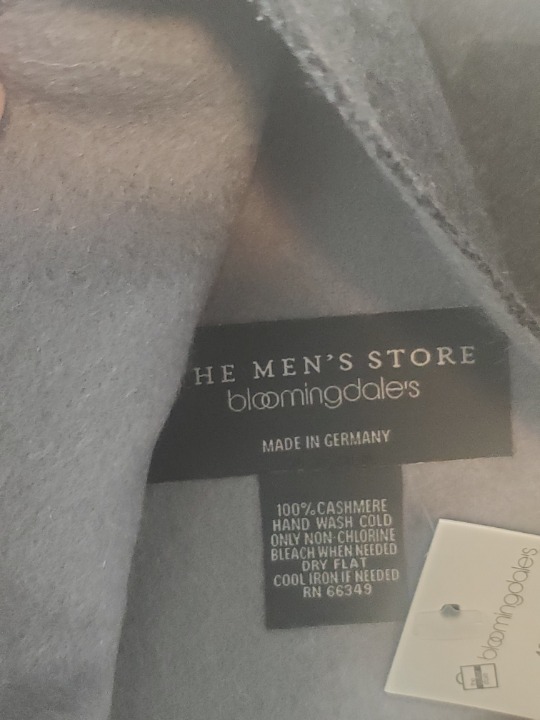 HE MEN'S STORE
bloomingdale's
MADE IN GERMANY
100% CASHMERE
HAND WASH COLD
ONLY NON-CHLORINE
BLEACH WHEN NEEDED
DRY FLAT
COOL IRON IF NEEDED
RN 66349
bloomingdale's